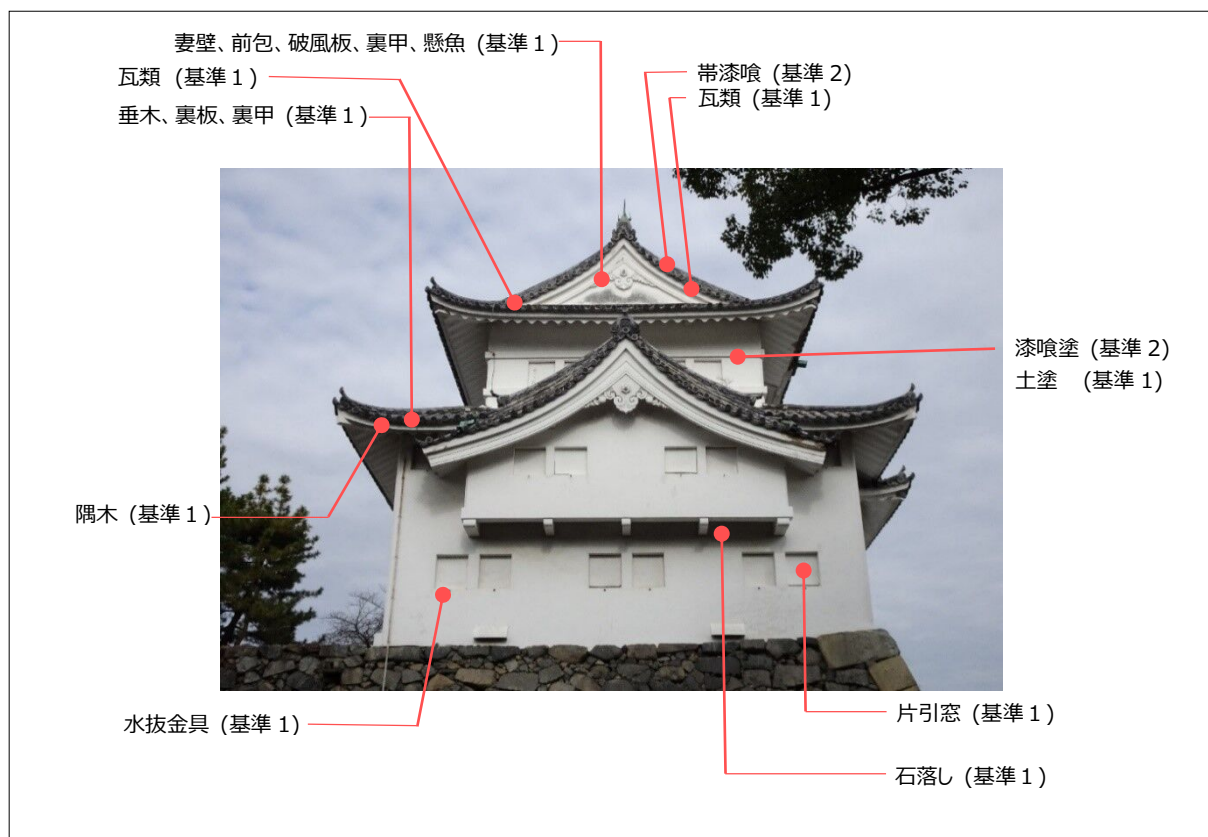 妻壁、前包、破風板、裏甲、懸魚 (基準１)
瓦類 (基準１)
垂木、裏板、裏甲 (基準１)
帯漆喰 (基準２)
瓦類 (基準１)
漆喰塗 (基準２)
土塗 (基準１)
隅木 (基準１)
水抜金具 (基準１)
片引窓 (基準１)
石落し (基準１)